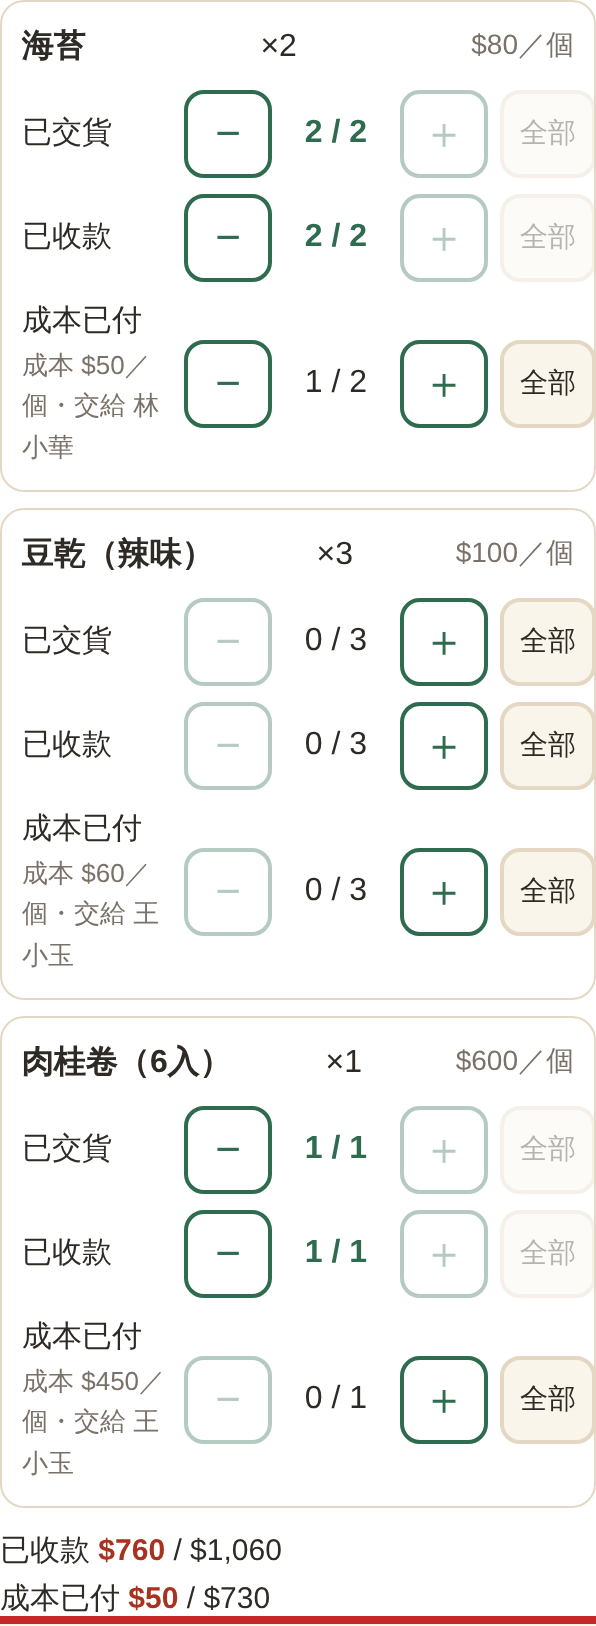 海苔 ×2 $80／個
已交貨 − 2 / 2 + 全部
已收款 − 2 / 2 + 全部
成本已付
成本 $50／
個・交給 林
小華
− 1 / 2 + 全部
豆乾（辣味） ×3 $100／個
已交貨 − 0 / 3 + 全部
已收款 − 0 / 3 + 全部
成本已付
成本 $60／
個・交給 王
小玉
− 0 / 3 + 全部
肉桂卷（6入） ×1 $600／個
已交貨 − 1 / 1 + 全部
已收款 − 1 / 1 + 全部
成本已付
成本 $450／
個・交給 王
小玉
− 0 / 1 + 全部
已收款 $760 / $1,060
成本已付 $50 / $730